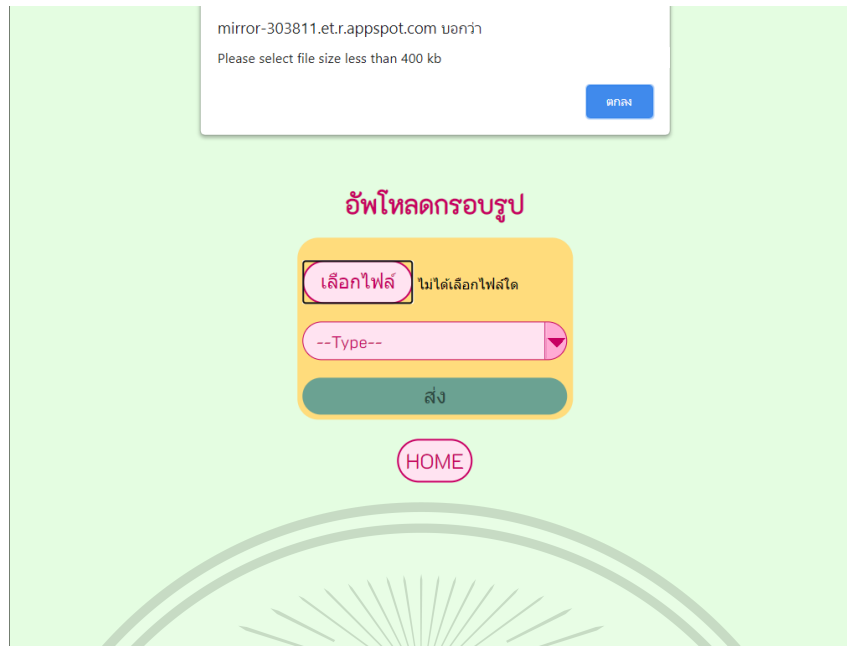 mirror-303811.et.r.appspot.com บอกว่า
Please select file size less than 400 kb
ตกลง
อัพโหลดกรอบรูป
เลือกไฟล์ ไม่ได้เลือกไฟล์ใด
--Type--
ส่ง
HOME